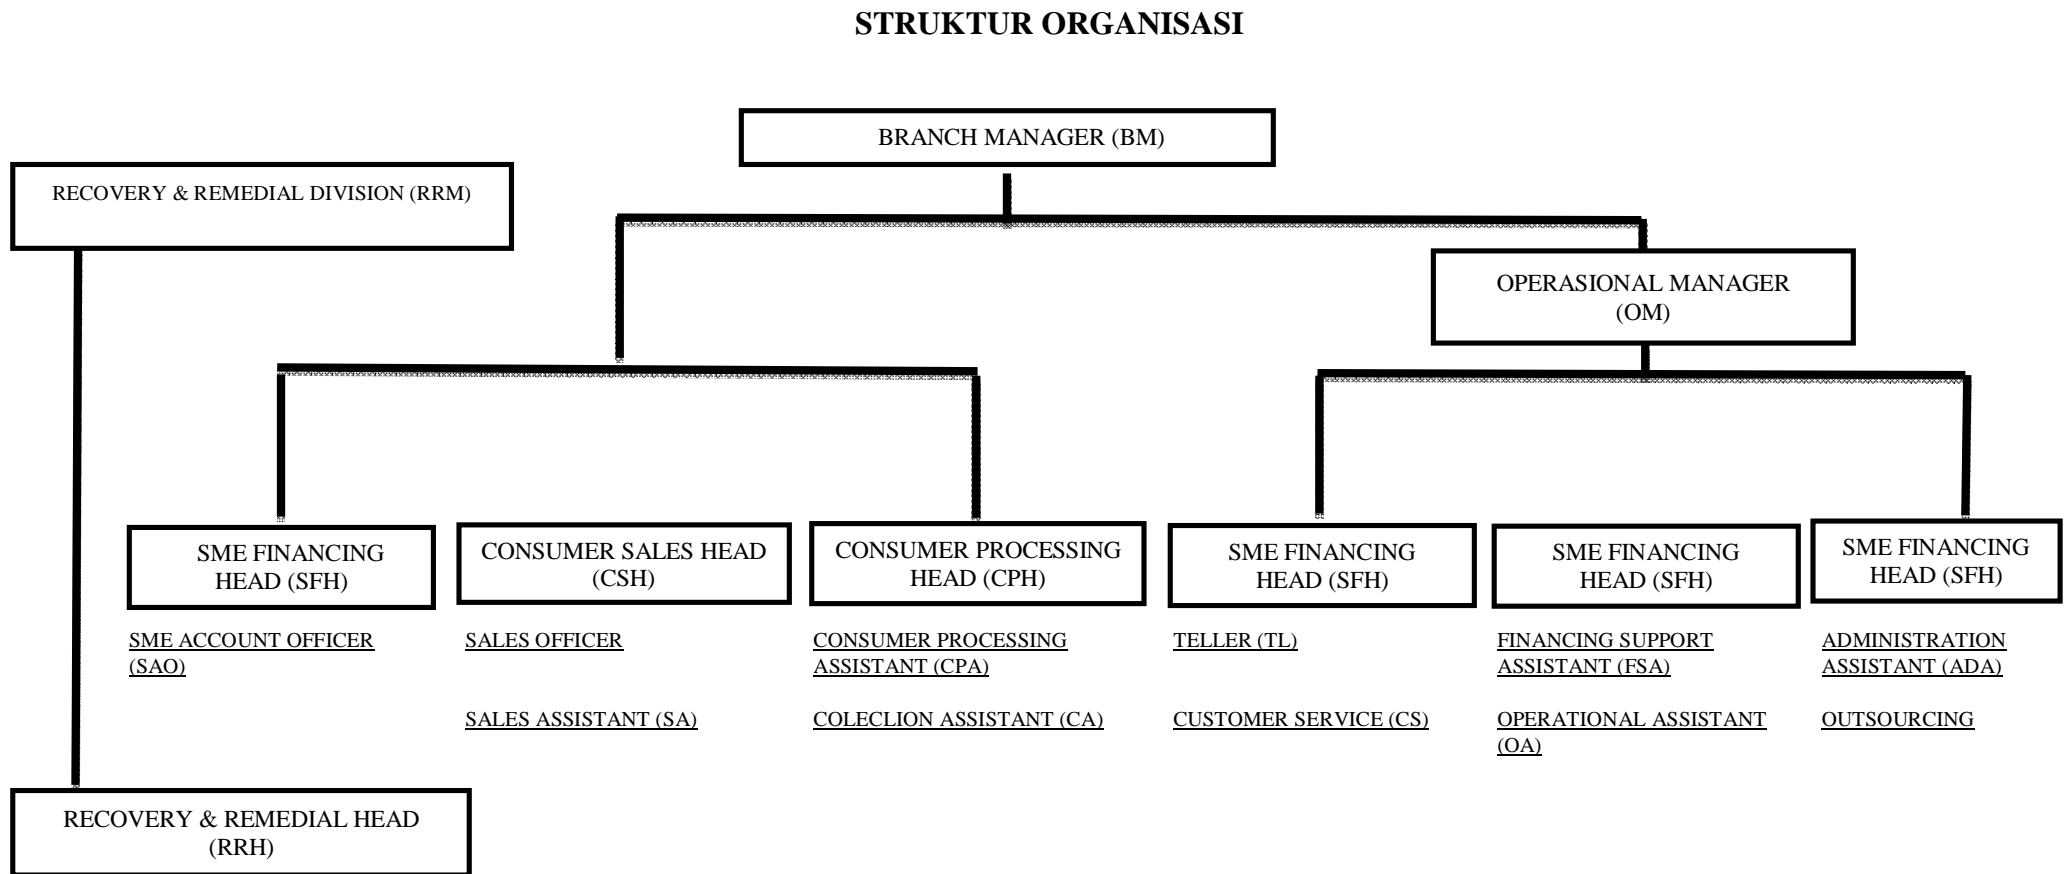 STRUKTUR ORGANISASI
BRANCH MANAGER (BM)
RECOVERY & REMEDIAL DIVISION (RRM)
OPERASIONAL MANAGER
(OM)
SME FINANCING
HEAD (SFH)
CONSUMER SALES HEAD
(CSH)
CONSUMER PROCESSING
HEAD (CPH)
SME FINANCING
HEAD (SFH)
SME FINANCING
HEAD (SFH)
SME FINANCING
HEAD (SFH)
SME ACCOUNT OFFICER
(SAO)
SALES OFFICER
SALES ASSISTANT (SA)
CONSUMER PROCESSING
ASSISTANT (CPA)
COLECLION ASSISTANT (CA)
TELLER (TL)
CUSTOMER SERVICE (CS)
FINANCING SUPPORT
ASSISTANT (FSA)
OPERATIONAL ASSISTANT
(OA)
ADMINISTRATION
ASSISTANT (ADA)
OUTSOURCING
RECOVERY & REMEDIAL HEAD
(RRH)